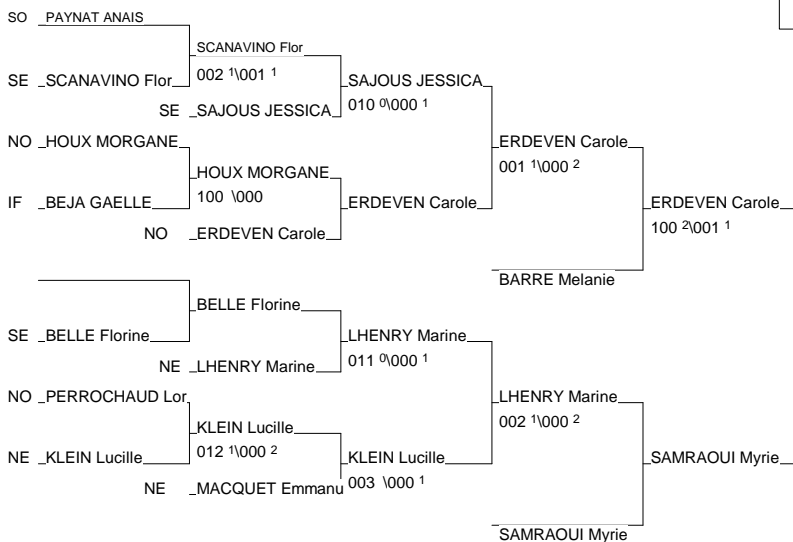 SO PAYNAT ANAIS
SCANAVINO Flor
SE SCANAVINO Flor 002 1\001 1 SAJOUS JESSICA
SE SAJOUS JESSICA 010 0\000 1
NO HOUX MORGANE ERDEVEN Carole
HOUX MORGANE 001 1\000 2
IF BEJA GAELLE 100 \000 ERDEVEN Carole ERDEVEN Carole
NO ERDEVEN Carole 100 2\001 1
BARRE Melanie
BELLE Florine
SE BELLE Florine LHENRY Marine
NE LHENRY Marine 011 0\000 1
NO PERROCHAUD Lor LHENRY Marine
KLEIN Lucille 002 1\000 2
NE KLEIN Lucille 012 1\000 2 KLEIN Lucille SAMRAOUI Myrie
NE MACQUET Emmanu 003 \000 1
SAMRAOUI Myrie